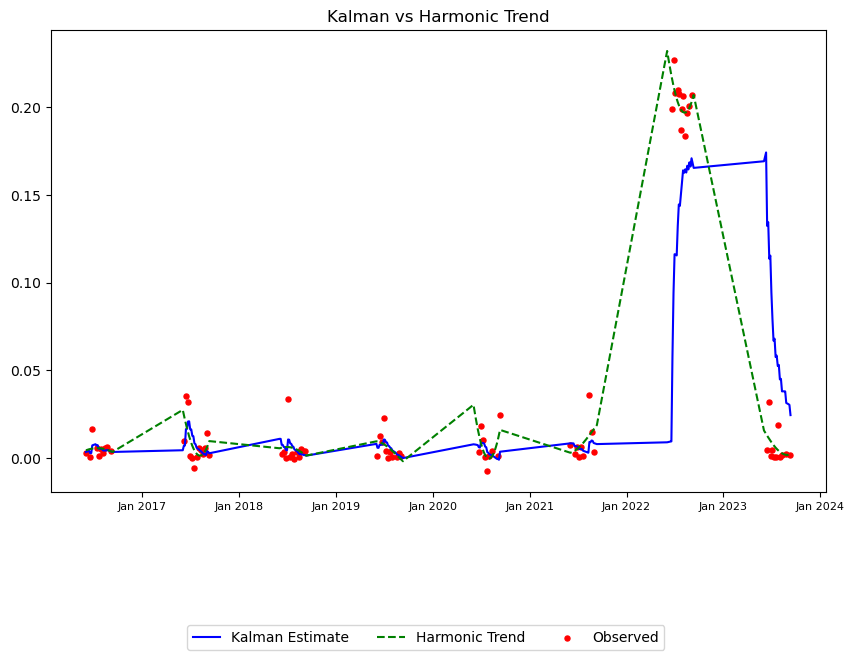 Kalman vs Harmonic Trend
0.20
0.15
0.10
0.05
0.00
Jan 2017 Jan 2018 Jan 2019 Jan 2020 Jan 2021 Jan 2022 Jan 2023 Jan 2024
Kalman Estimate Harmonic Trend Observed